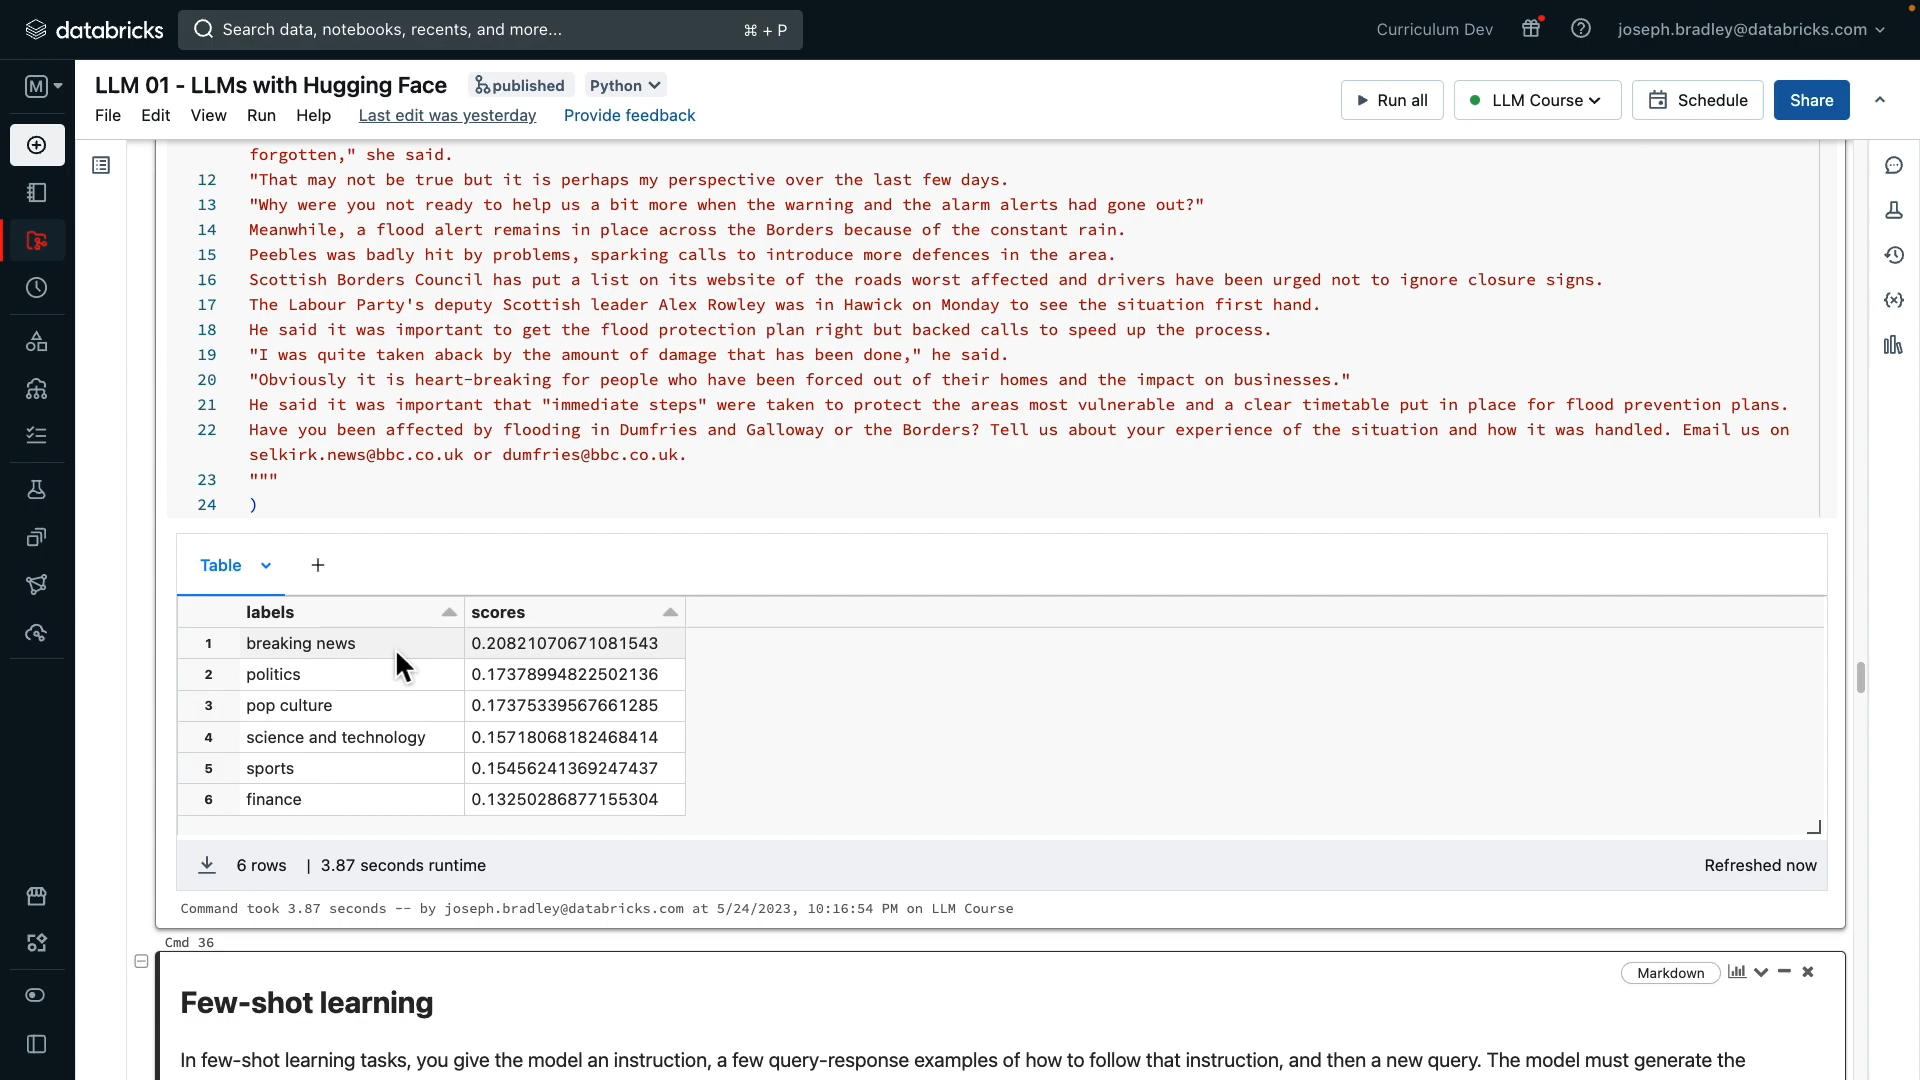 databricks
Search data, notebooks, recents, and more...
⌘ + P
Curriculum Dev
joseph.bradley@databricks.com
M
LLM 01 - LLMs with Hugging Face
published
Python
File Edit View Run Help Last edit was yesterday Provide feedback
Run all
LLM Course
Schedule
Share
forgotten," she said.
12 "That may not be true but it is perhaps my perspective over the last few days.
13 "Why were you not ready to help us a bit more when the warning and the alarm alerts had gone out?"
14 Meanwhile, a flood alert remains in place across the Borders because of the constant rain.
15 Peebles was badly hit by problems, sparking calls to introduce more defences in the area.
16 Scottish Borders Council has put a list on its website of the roads worst affected and drivers have been urged not to ignore closure signs.
17 The Labour Party's deputy Scottish leader Alex Rowley was in Hawick on Monday to see the situation first hand.
18 He said it was important to get the flood protection plan right but backed calls to speed up the process.
19 "I was quite taken aback by the amount of damage that has been done," he said.
20 "Obviously it is heart-breaking for people who have been forced out of their homes and the impact on businesses."
21 He said it was important that "immediate steps" were taken to protect the areas most vulnerable and a clear timetable put in place for flood prevention plans.
22 Have you been affected by flooding in Dumfries and Galloway or the Borders? Tell us about your experience of the situation and how it was handled. Email us on
selkirk.news@bbc.co.uk or dumfries@bbc.co.uk.
23 """
24 )
Table +
labels scores
1 breaking news 0.20821070671081543
2 politics 0.17378994822502136
3 pop culture 0.17375339567661285
4 science and technology 0.15718068182468414
5 sports 0.15456241369247437
6 finance 0.13250286877155304
6 rows | 3.87 seconds runtime
Refreshed now
Command took 3.87 seconds -- by joseph.bradley@databricks.com at 5/24/2023, 10:16:54 PM on LLM Course
Cmd 36
Markdown
Few-shot learning
In few-shot learning tasks, you give the model an instruction, a few query-response examples of how to follow that instruction, and then a new query. The model must generate the